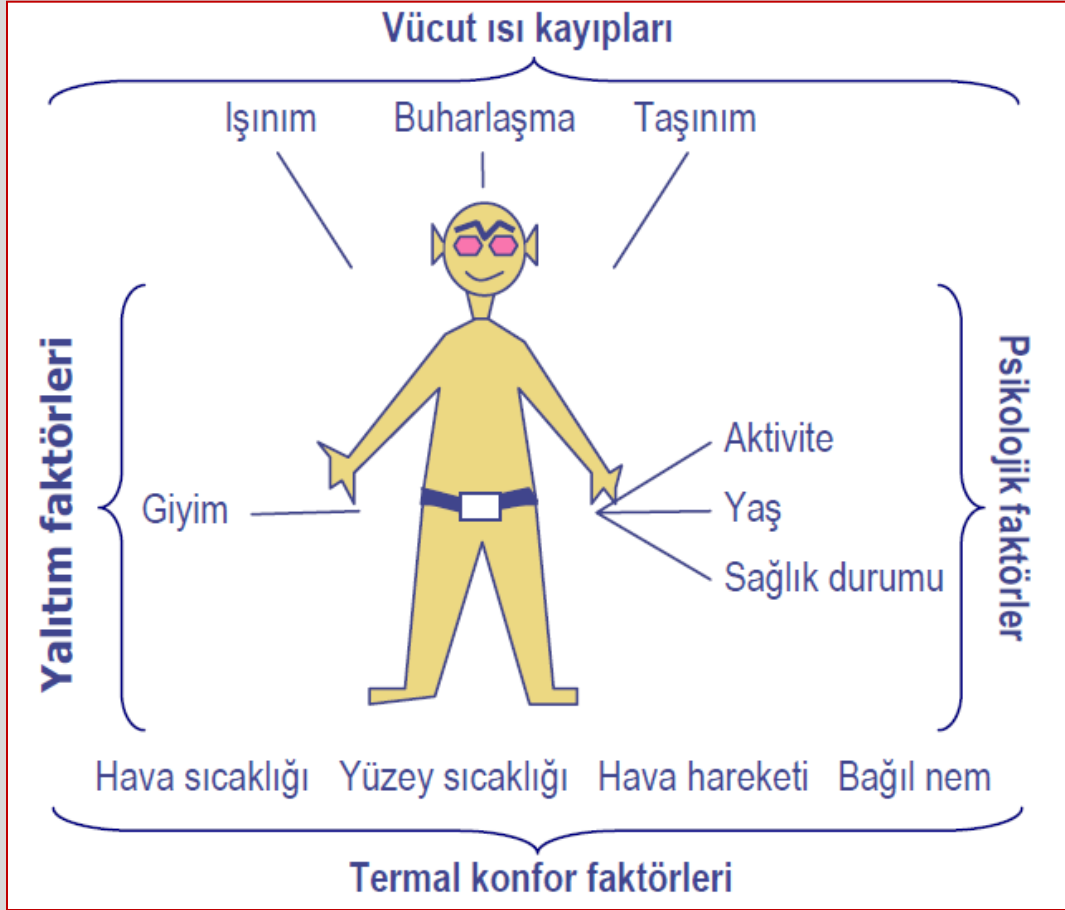 Vücut ısı kayıpları
Işınım Buharlaşma Taşınım
Yalıtım faktörleri
Giyim
Aktivite
Yaş
Sağlık durumu
Psikolojik faktörler
Hava sıcaklığı Yüzey sıcaklığı Hava hareketi Bağıl nem
Termal konfor faktörleri